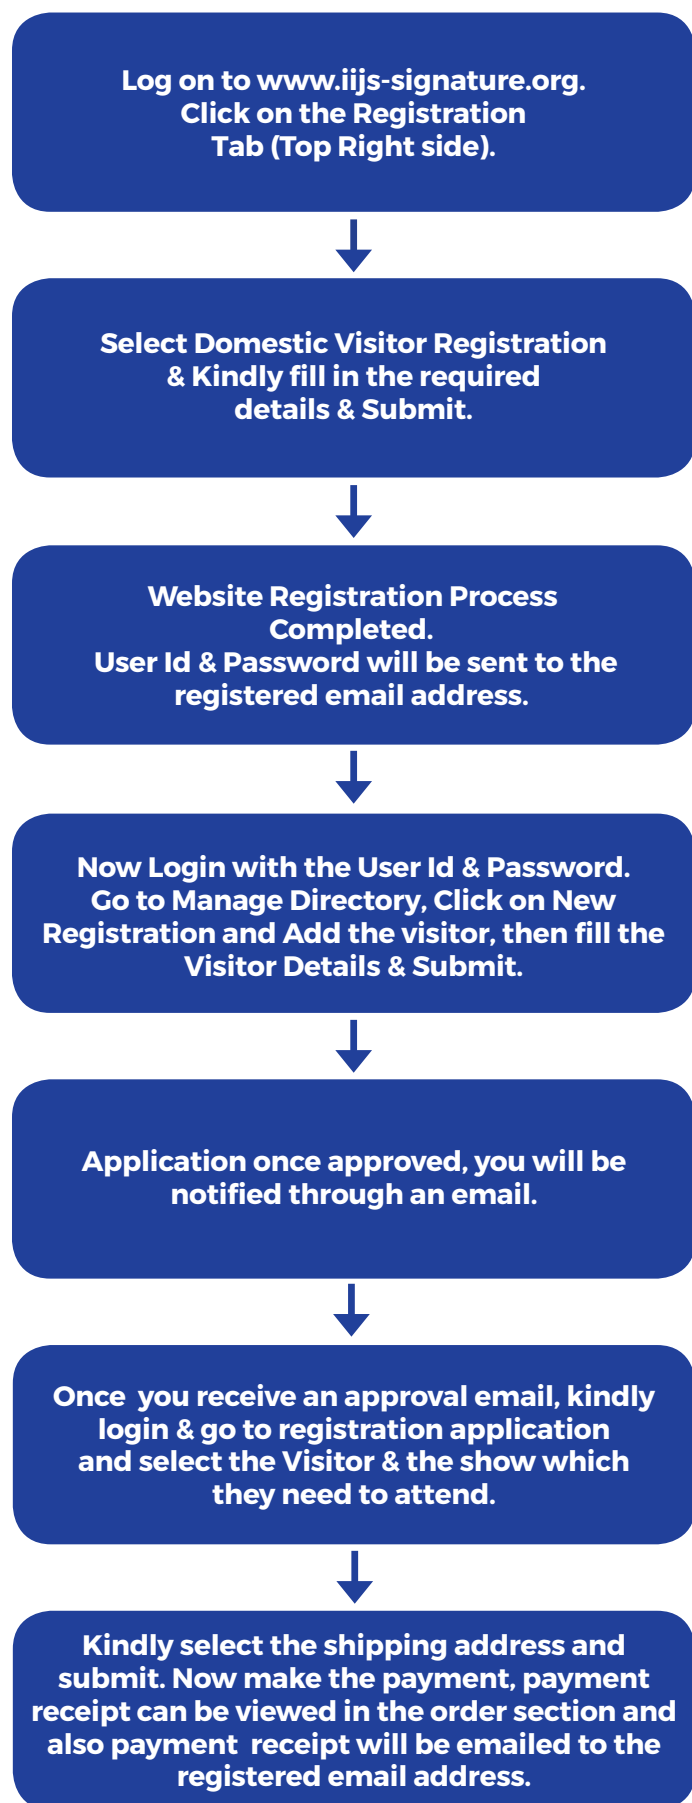 Log on to www.iijs-signature.org.
Click on the Registration
Tab (Top Right side).
Select Domestic Visitor Registration
& Kindly fill in the required
details & Submit.
Website Registration Process
Completed.
User Id & Password will be sent to the
registered email address.
Now Login with the User Id & Password.
Go to Manage Directory, Click on New
Registration and Add the visitor, then fill the
Visitor Details & Submit.
Application once approved, you will be
notified through an email.
Once you receive an approval email, kindly
login & go to registration application
and select the Visitor & the show which
they need to attend.
Kindly select the shipping address and
submit. Now make the payment, payment
receipt can be viewed in the order section and
also payment receipt will be emailed to the
registered email address.